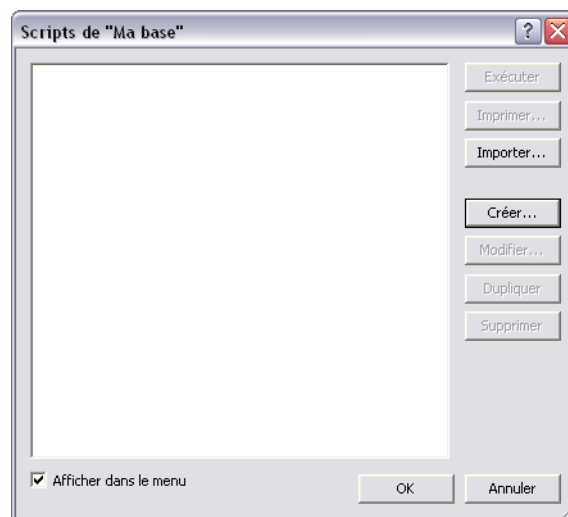 Scripts de "Ma base"
Exécuter
Imprimer...
Importer...
Créer...
Modifier...
Dupliquer
Supprimer
Afficher dans le menu
OK
Annuler